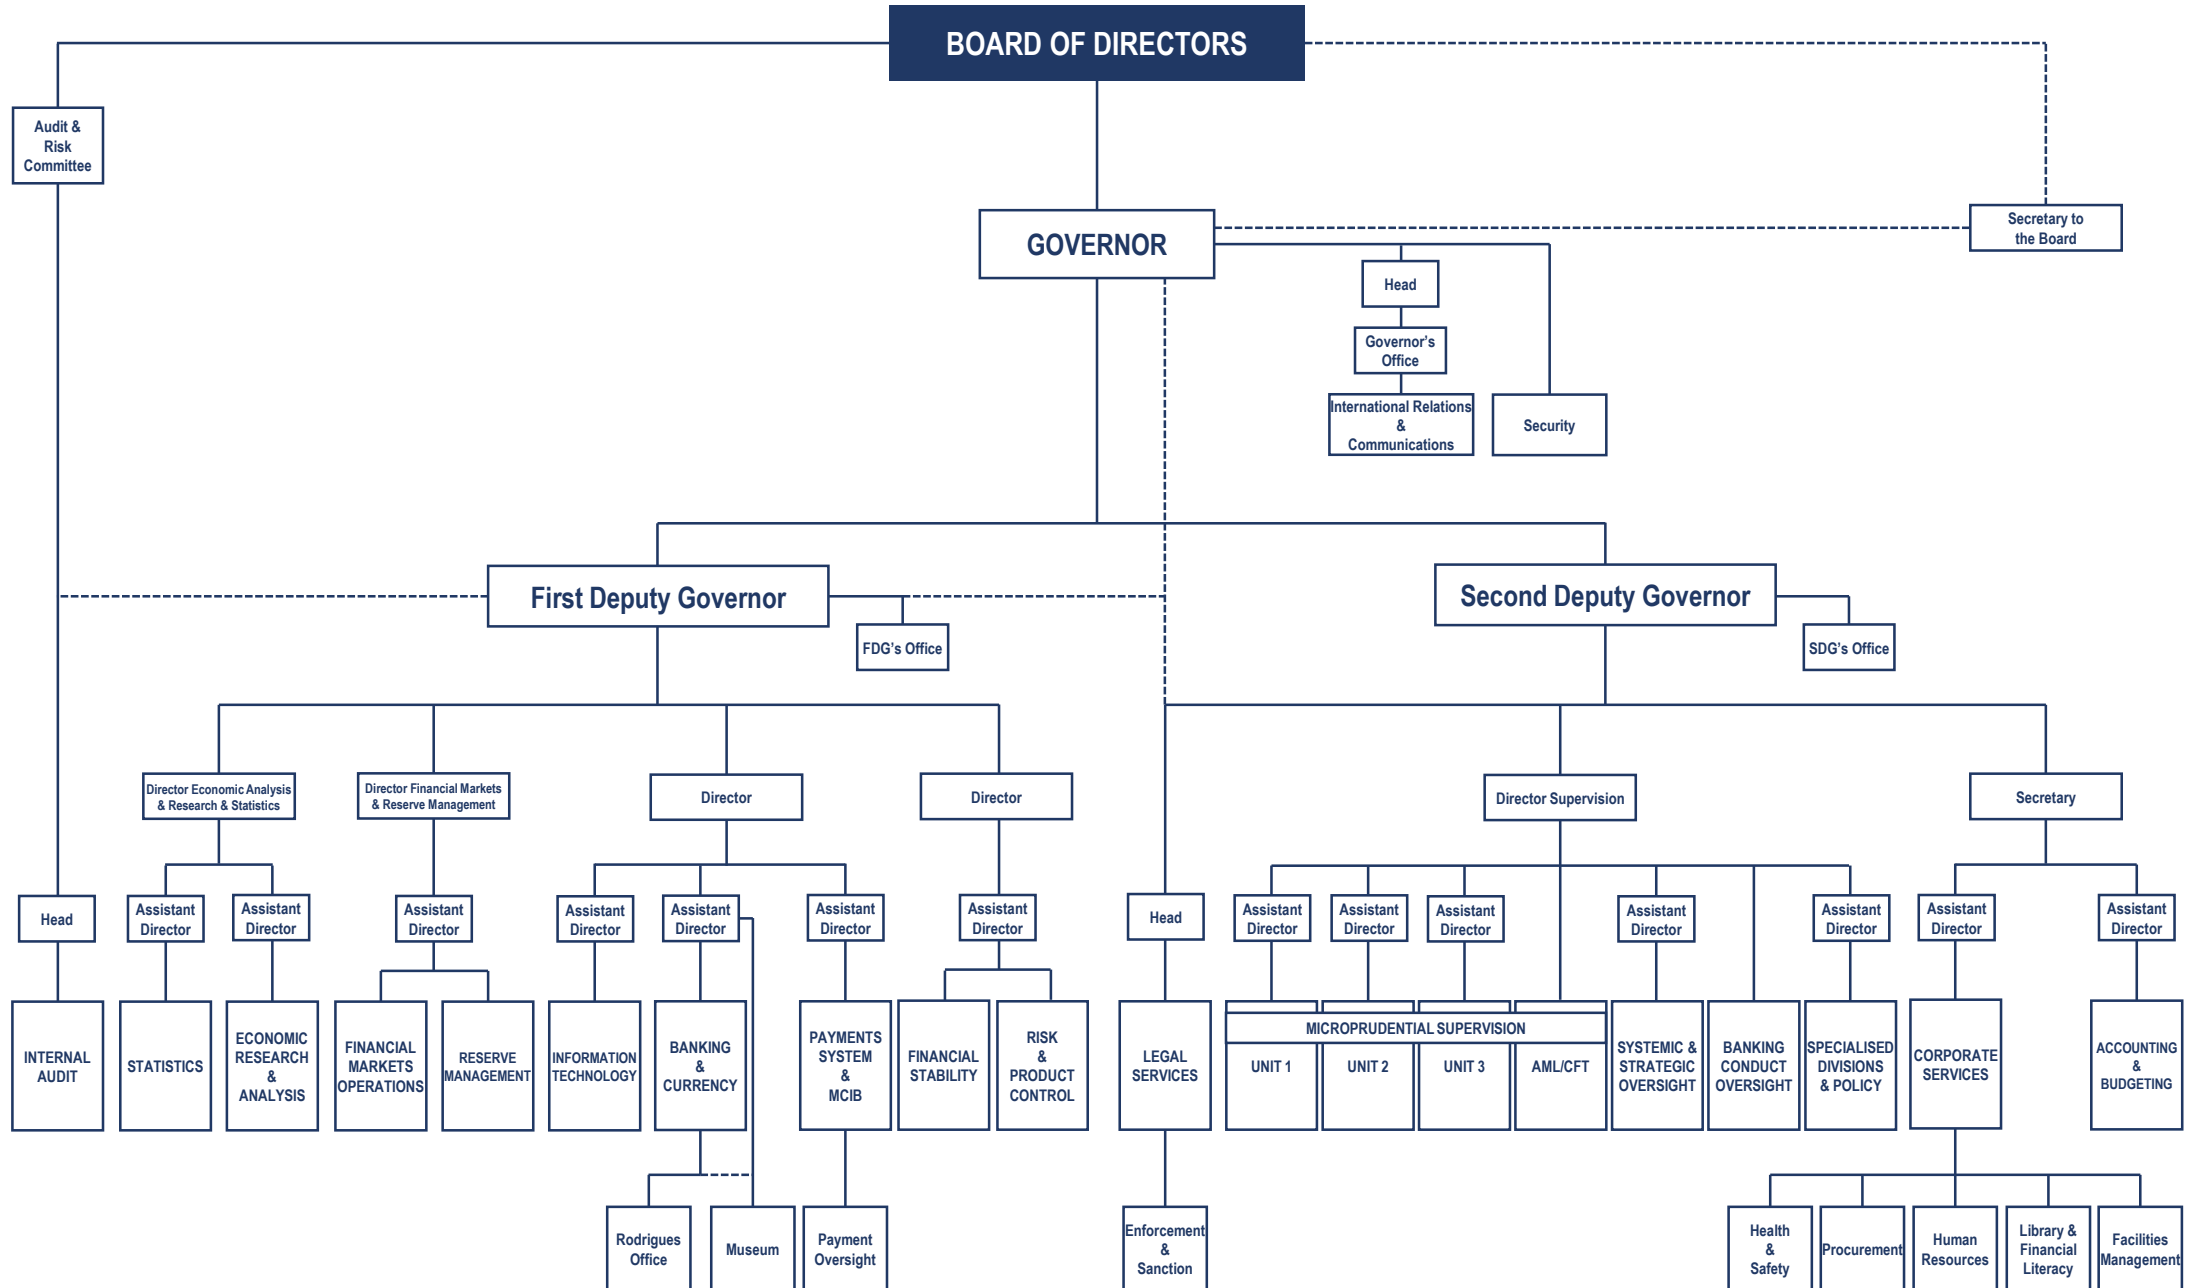 BOARD OF DIRECTORS
Audit &
Risk
Committee
Secretary to
the Board
GOVERNOR
Head
Governor's
Office
International Relations
&
Communications
Security
First Deputy Governor
FDG's Office
Second Deputy Governor
SDG's Office
Director Economic Analysis
& Research & Statistics
Director Financial Markets
& Reserve Management
Director
Director
Director Supervision
Secretary
Head
Assistant
Director
Assistant
Director
Assistant
Director
Assistant
Director
Assistant
Director
Assistant
Director
Assistant
Director
Head
Assistant
Director
Assistant
Director
Assistant
Director
Assistant
Director
Assistant
Director
Assistant
Director
Assistant
Director
INTERNAL
AUDIT
STATISTICS
ECONOMIC
RESEARCH
&
ANALYSIS
FINANCIAL
MARKETS
OPERATIONS
RESERVE
MANAGEMENT
INFORMATION
TECHNOLOGY
BANKING
&
CURRENCY
PAYMENTS
SYSTEM
&
MCIB
FINANCIAL
STABILITY
RISK
&
PRODUCT
CONTROL
LEGAL
SERVICES
MICROPRUDENTIAL SUPERVISION
UNIT 1
UNIT 2
UNIT 3
AML/CFT
SYSTEMIC &
STRATEGIC
OVERSIGHT
BANKING
CONDUCT
OVERSIGHT
SPECIALISED
DIVISIONS
& POLICY
CORPORATE
SERVICES
ACCOUNTING
&
BUDGETING
Rodrigues
Office
Museum
Payment
Oversight
Enforcement
&
Sanction
Health
&
Safety
Procurement
Human
Resources
Library &
Financial
Literacy
Facilities
Management